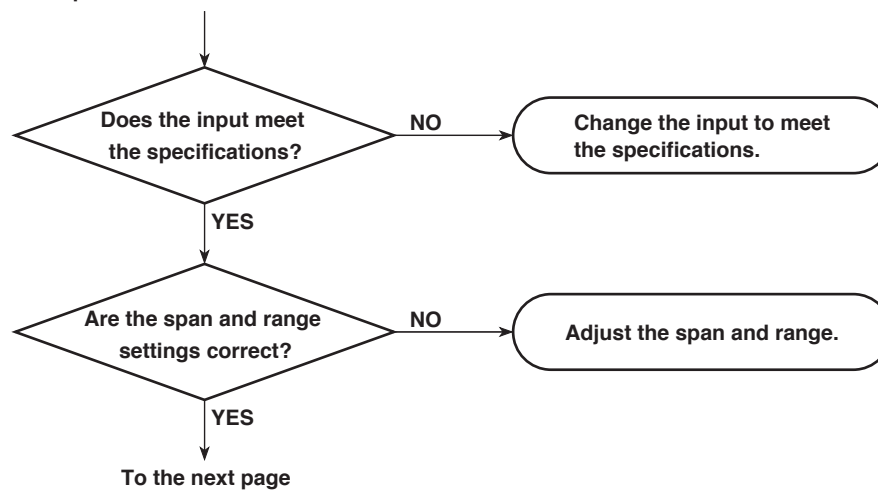 Does the input meet
the specifications?
NO
Change the input to meet
the specifications.
YES
Are the span and range
settings correct?
NO
Adjust the span and range.
YES
To the next page